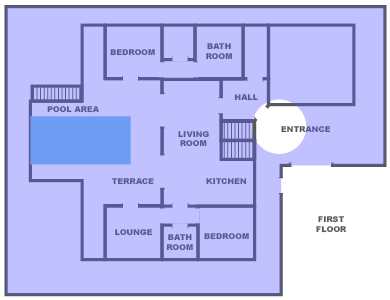 BEDROOM
BATH
ROOM
HALL
POOL AREA
ENTRANCE
LIVING
ROOM
TERRACE
KITCHEN
LOUNGE
BATH
ROOM
BEDROOM
FIRST
FLOOR